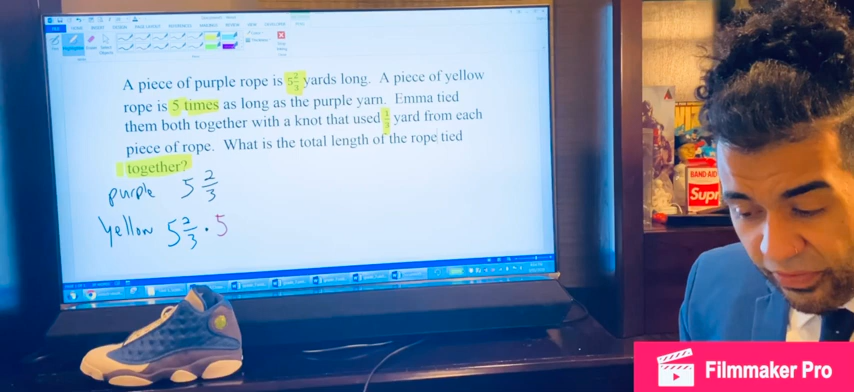 A piece of purple rope is 5 2/3 yards long. A piece of yellow
rope is 5 times as long as the purple yarn. Emma tied
them both together with a knot that used 1/3 yard from each
piece of rope. What is the total length of the rope tied
together?
purple 5 2/3
Yellow 5 2/3 · 5
BAND-AID
Supr
Filmmaker Pro